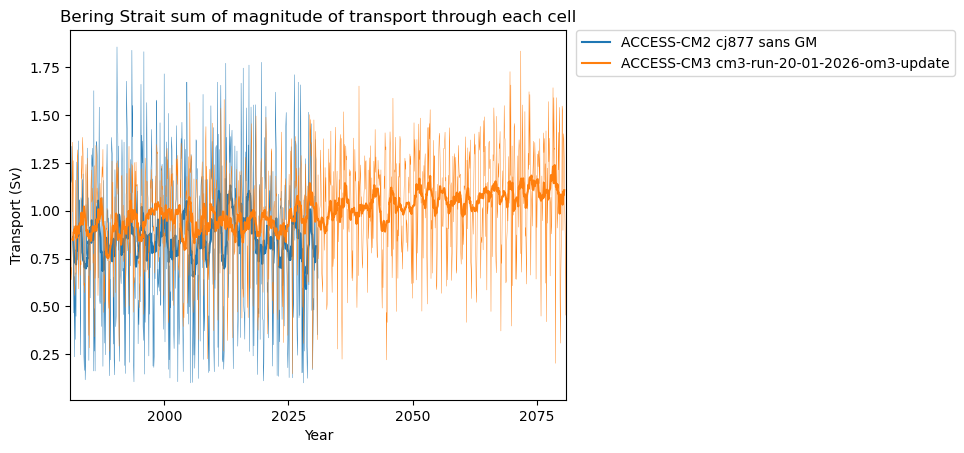 Bering Strait sum of magnitude of transport through each cell
ACCESS-CM2 cj877 sans GM
ACCESS-CM3 cm3-run-20-01-2026-om3-update
1.75
1.50
1.25
1.00
0.75
0.50
0.25
Transport (Sv)
2000
2025
2050
2075
Year